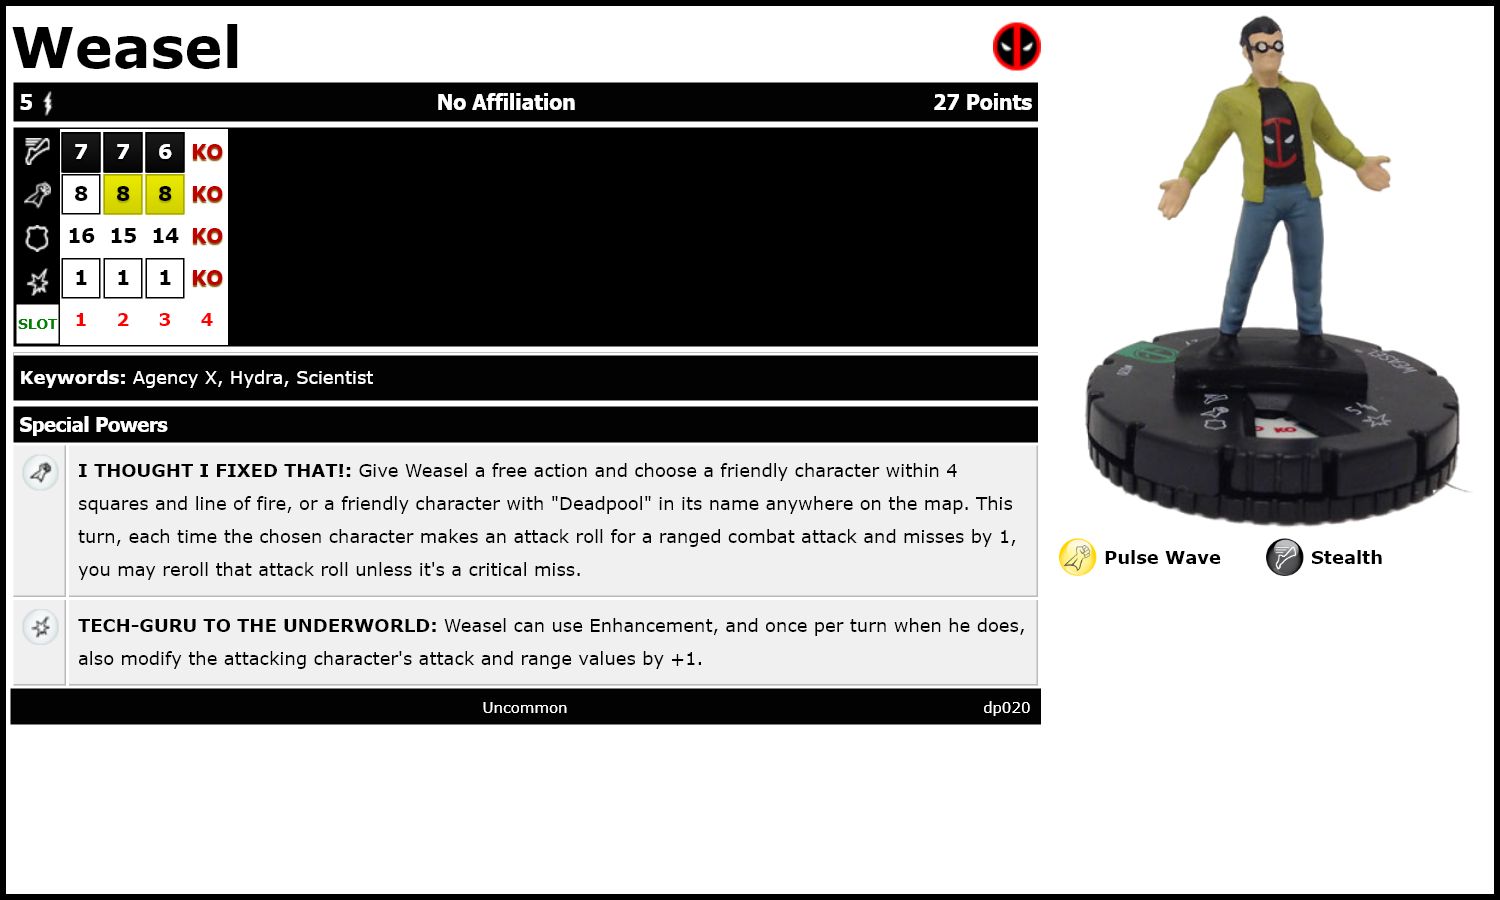 Weasel
5 No Affiliation 27 Points
7 7 6 KO
8 8 8 KO
16 15 14 KO
1 1 1 KO
SLOT 1 2 3 4
Keywords: Agency X, Hydra, Scientist
Special Powers
I THOUGHT I FIXED THAT!: Give Weasel a free action and choose a friendly character within 4
squares and line of fire, or a friendly character with "Deadpool" in its name anywhere on the map. This
turn, each time the chosen character makes an attack roll for a ranged combat attack and misses by 1,
you may reroll that attack roll unless it's a critical miss.
TECH-GURU TO THE UNDERWORLD: Weasel can use Enhancement, and once per turn when he does,
also modify the attacking character's attack and range values by +1.
Uncommon dp020
WEASEL
020
5
KO
Pulse Wave Stealth